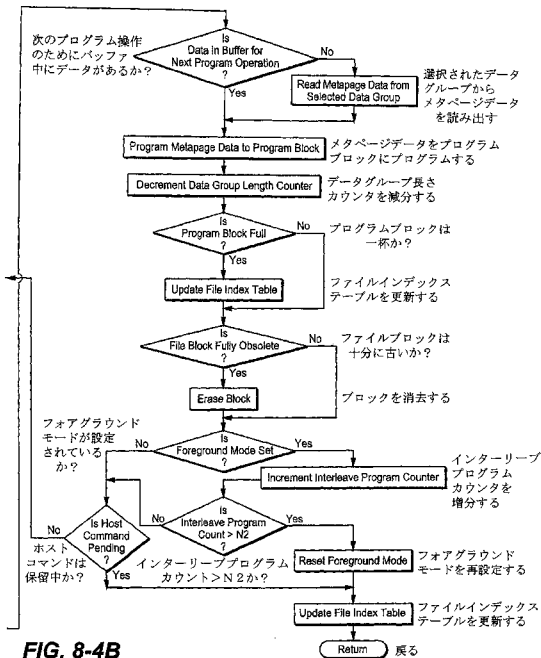 次のプログラム操作
のためにバッファ
中にデータがあるか?
Is
Data in Buffer for
Next Program Operation
?
No
Yes
Read Metapage Data from
Selected Data Group
選択されたデータ
グループから
メタページデータ
を読み出す
Program Metapage Data to Program Block
メタページデータをプログラム
ブロックにプログラムする
Decrement Data Group Length Counter
データグループ長さ
カウンタを減分する
Is
Program Block Full
?
No
Yes
プログラムブロックは
一杯か?
Update File Index Table
ファイルインデックス
テーブルを更新する
Is
File Block Fully Obsolete
?
No
Yes
ファイルブロックは
十分に古いか?
Erase Block
ブロックを消去する
フォアグラウンド
モードが設定
されている
か?
No
Is
Foreground Mode Set
?
Yes
Increment Interleave Program Counter
インターリーブ
プログラム
カウンタを
増分する
No
Is Host
Command
Pending
?
Yes
ホスト
コマンドは
保留中か?
No
Is
Interleave Program
Count > N2
?
Yes
インターリーブプログラム
カウント>N2か?
Reset Foreground Mode
フォアグラウンド
モードを再設定する
Update File Index Table
ファイルインデックス
テーブルを更新する
Return
戻る
FIG. 8-4B